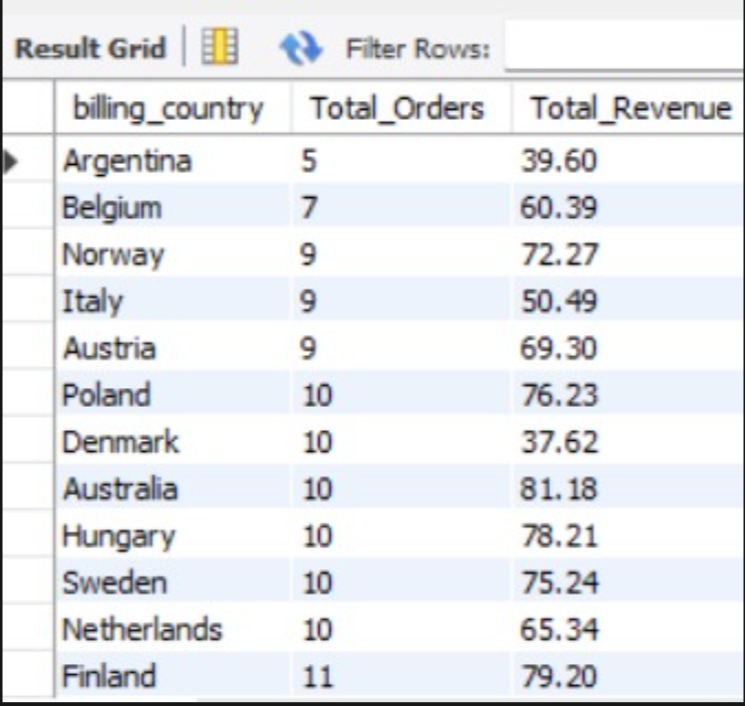 Result Grid Filter Rows:
billing_country Total_Orders Total_Revenue
Argentina 5 39.60
Belgium 7 60.39
Norway 9 72.27
Italy 9 50.49
Austria 9 69.30
Poland 10 76.23
Denmark 10 37.62
Australia 10 81.18
Hungary 10 78.21
Sweden 10 75.24
Netherlands 10 65.34
Finland 11 79.20